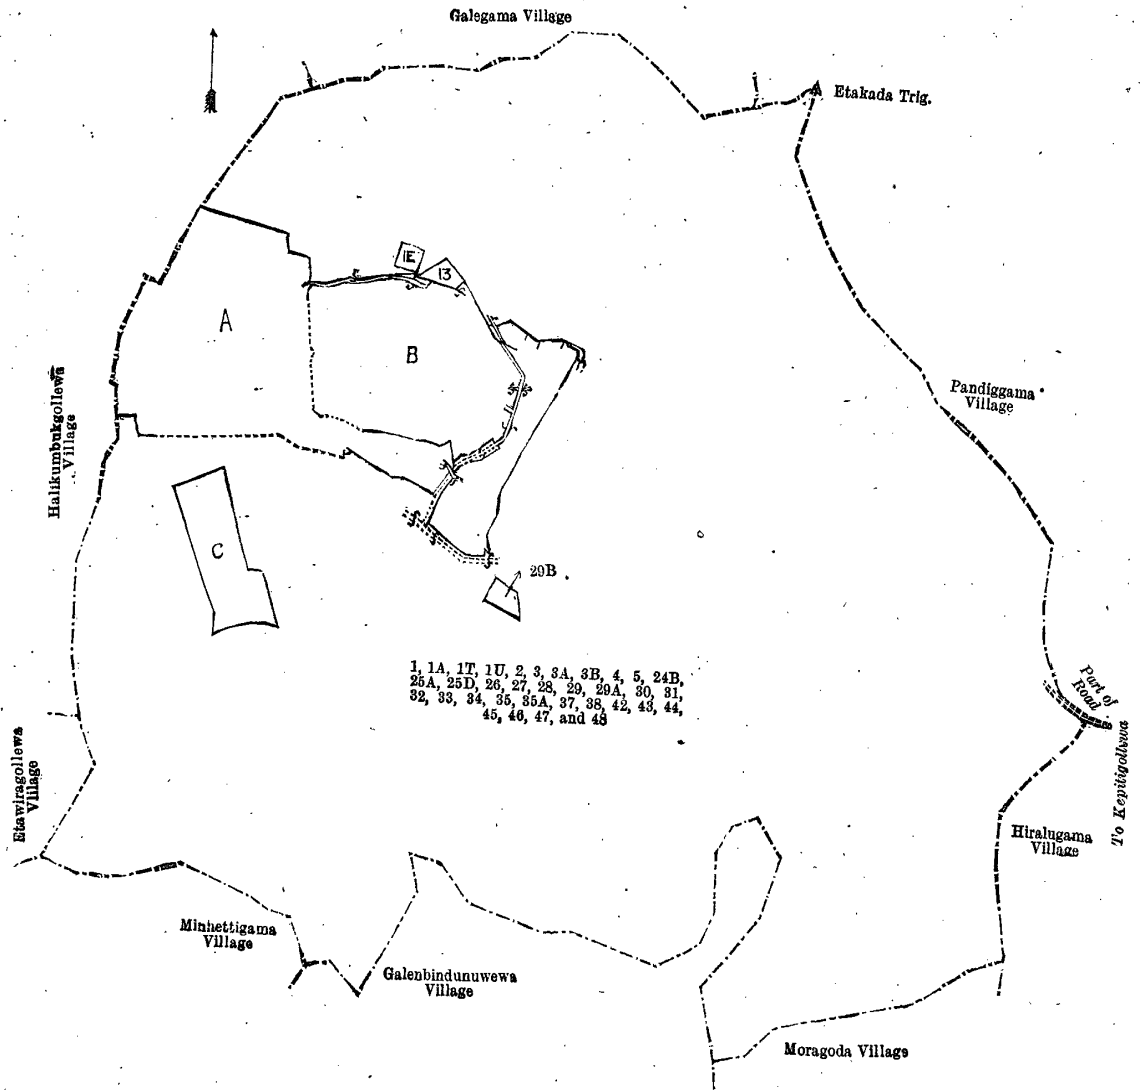 Galegama Village
Etakada Trig.
1E
13
A
B
Pandiggama
Village
Halikumbukgollewa
Village
C
29B
1, 1A, 1T, 1U, 2, 3, 3A, 3B, 4, 5, 24B,
25A, 25D, 26, 27, 28, 29, 29A, 30, 31,
32, 33, 34, 35, 35A, 37, 38, 42, 43, 44,
45, 46, 47, and 48
Part of
Road
To Kepitigollewa
Etawiragollewa
Village
Hiralugama
Village
Minhettigama
Village
Galenbindunuwewa
Village
Moragoda Village